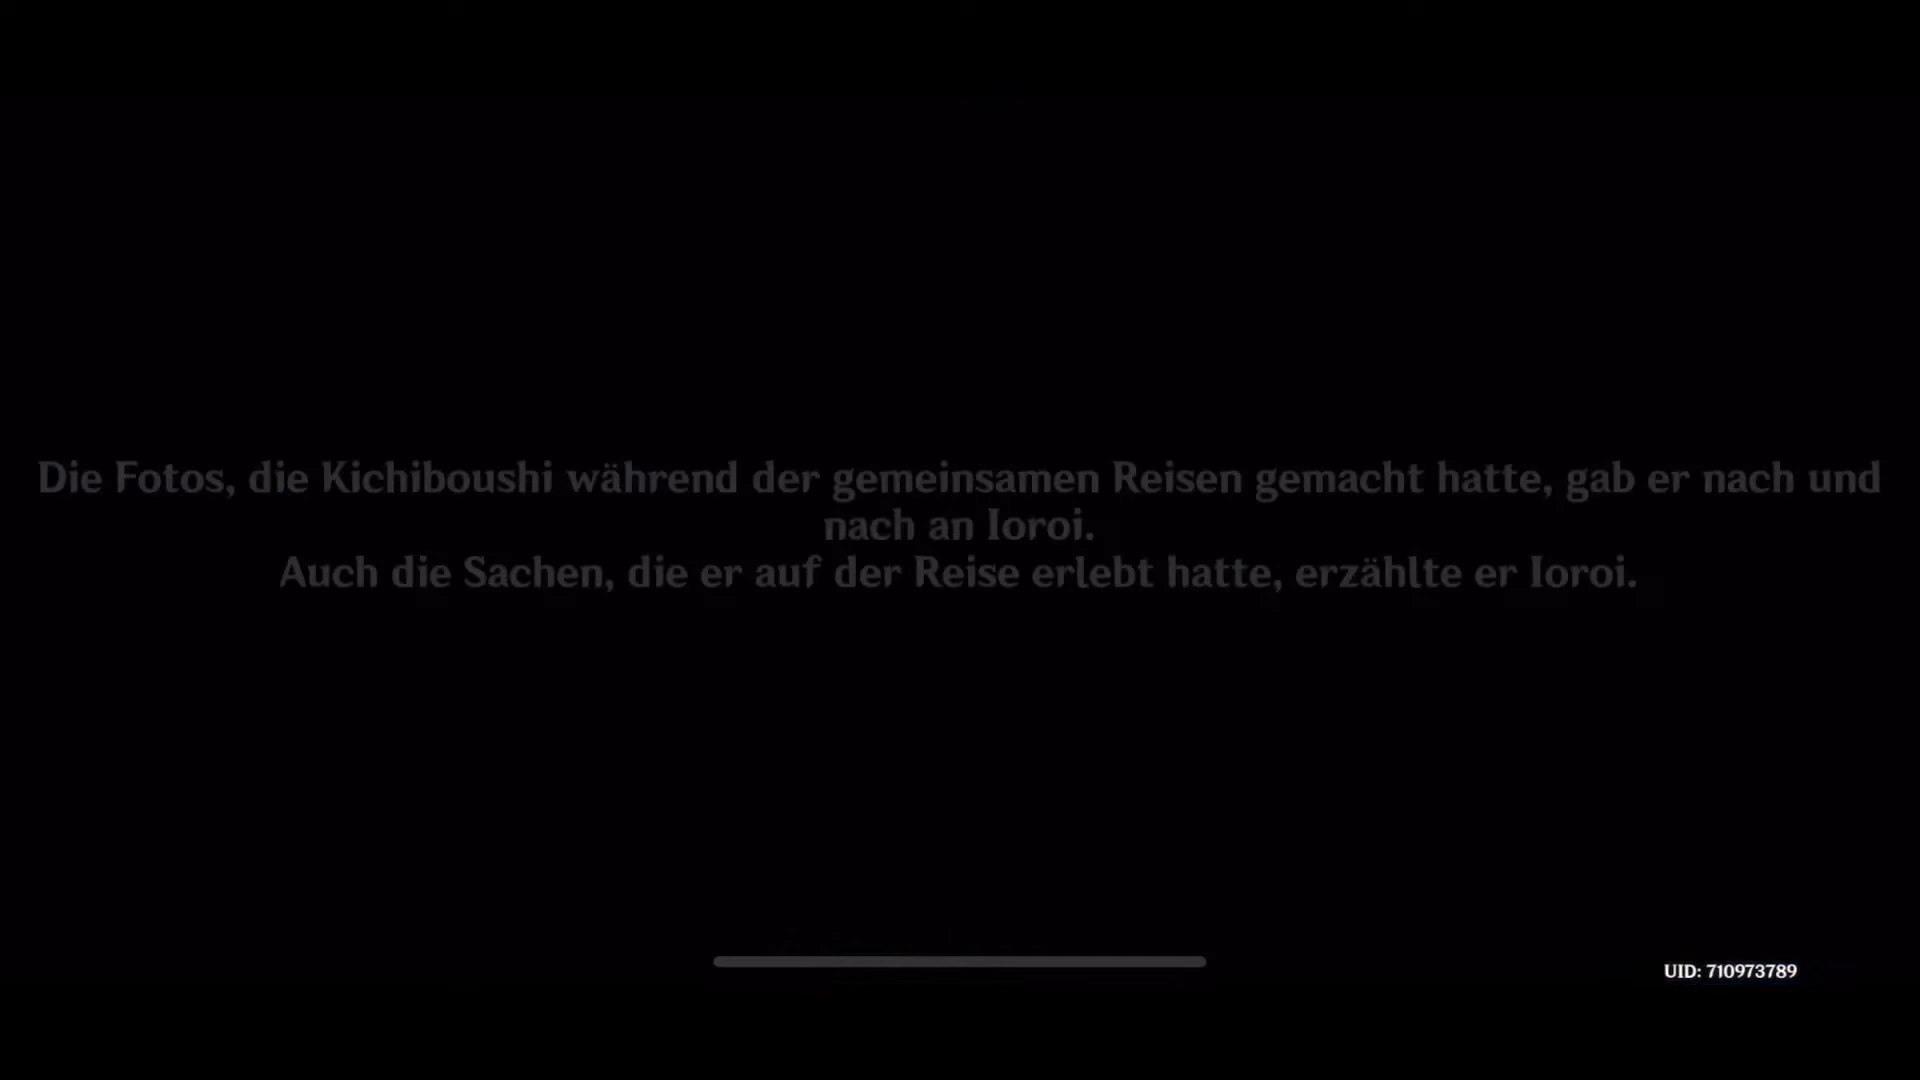 Die Fotos, die Kichiboushi während der gemeinsamen Reisen gemacht hatte, gab er nach und
nach an Ioroi.
Auch die Sachen, die er auf der Reise erlebt hatte, erzählte er Ioroi.
UID: 710973789